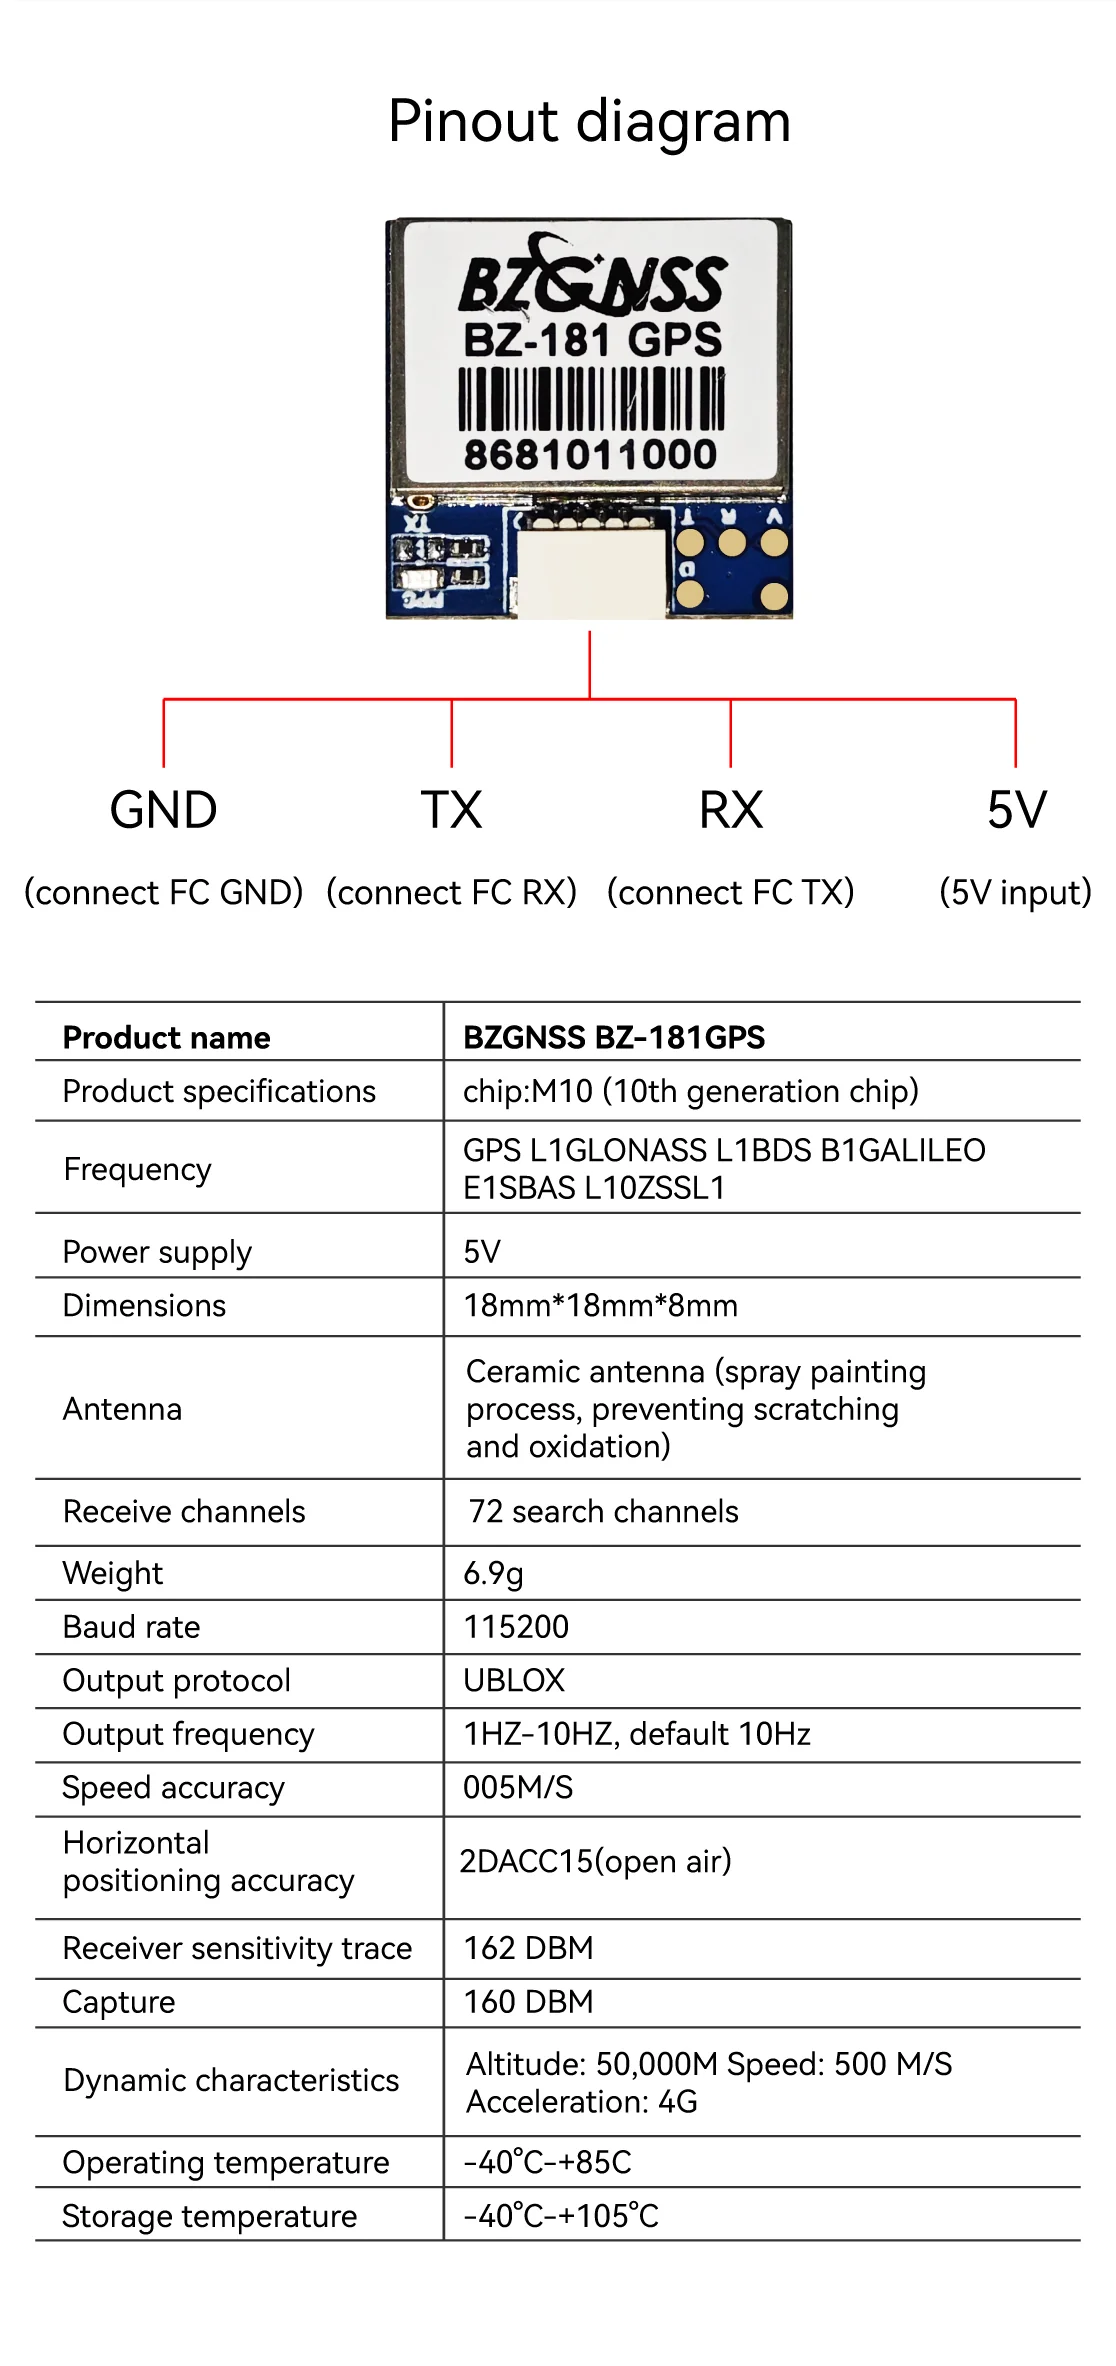 Pinout diagram
BZGNSS
BZ-181 GPS
8681011000
T R V
TX
D
PPS
GND TX RX 5V
(connect FC GND) (connect FC RX) (connect FC TX) (5V input)
Product name BZGNSS BZ-181GPS
Product specifications chip:M10 (10th generation chip)
Frequency GPS L1GLONASS L1BDS B1GALILEO
E1SBAS L10ZSSL1
Power supply 5V
Dimensions 18mm*18mm*8mm
Antenna Ceramic antenna (spray painting
process, preventing scratching
and oxidation)
Receive channels 72 search channels
Weight 6.9g
Baud rate 115200
Output protocol UBLOX
Output frequency 1HZ-10HZ, default 10Hz
Speed accuracy 005M/S
Horizontal
positioning accuracy 2DACC15(open air)
Receiver sensitivity trace 162 DBM
Capture 160 DBM
Dynamic characteristics Altitude: 50,000M Speed: 500 M/S
Acceleration: 4G
Operating temperature -40°C-+85C
Storage temperature -40°C-+105°C